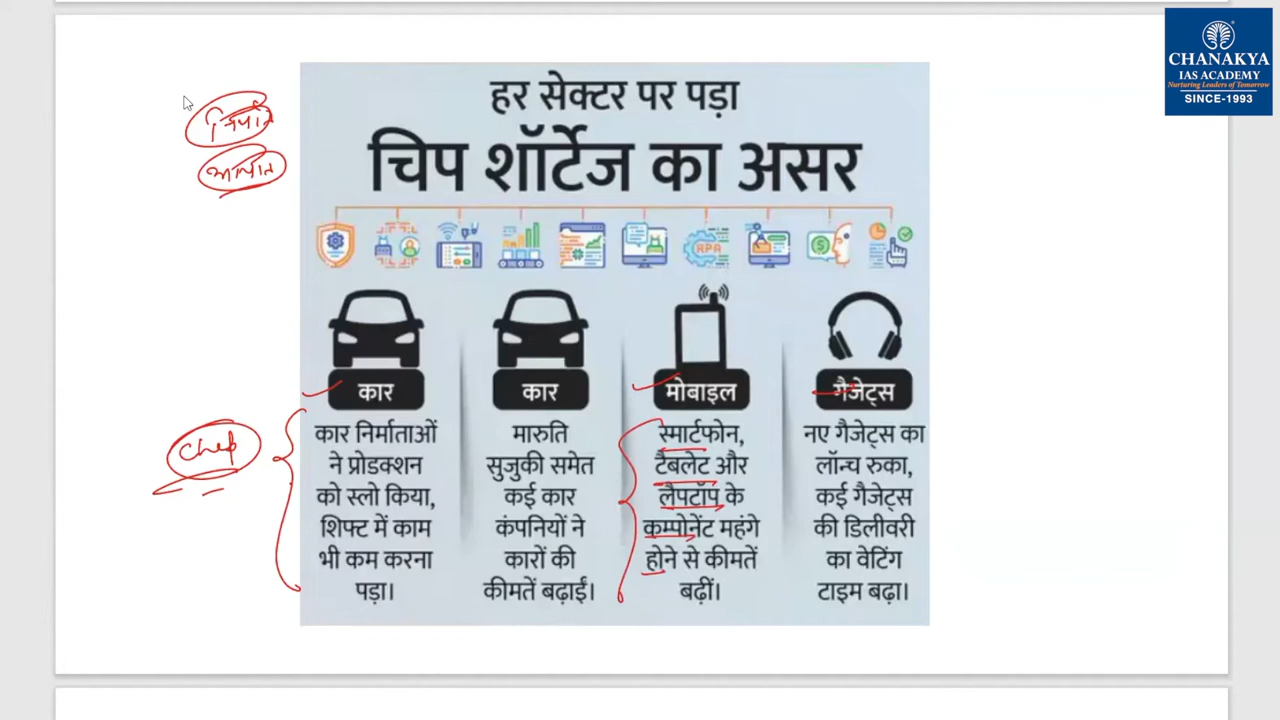 CHANAKYA
IAS ACADEMY
Nurturing Leaders of Tomorrow
SINCE-1993
हर सेक्टर पर पड़ा
चिप शॉर्टेज का असर
RPA
निर्यात
आयात
कार
कार निर्माताओं
ने प्रोडक्शन
को स्लो किया,
शिफ्ट में काम
भी कम करना
पड़ा।
कार
मारुति
सुजुकी समेत
कई कार
कंपनियों ने
कारों की
कीमतें बढ़ाईं।
मोबाइल
स्मार्टफोन,
टैबलेट और
लैपटॉप के
कम्पोनेंट महंगे
होने से कीमतें
बढ़ीं।
गैजेट्स
नए गैजेट्स का
लॉन्च रुका,
कई गैजेट्स
की डिलीवरी
का वेटिंग
टाइम बढ़ा।